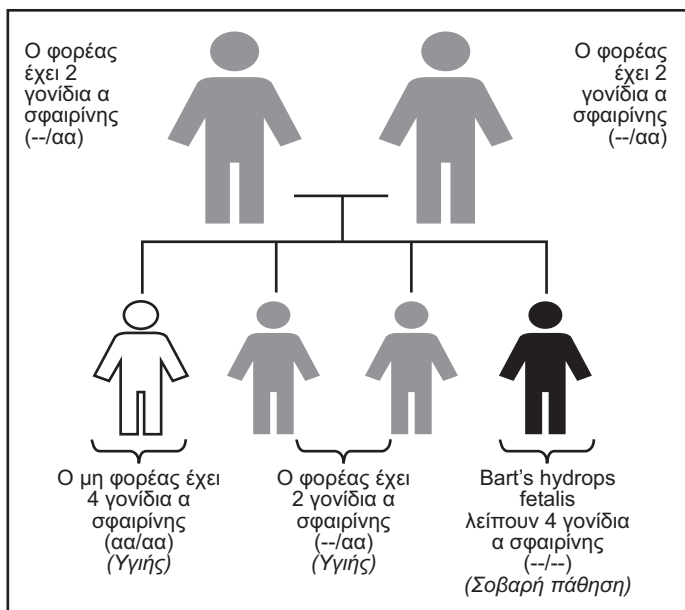 Ο φορέας
έχει 2
γονίδια α
σφαιρίνης
(--/αα)
Ο φορέας
έχει 2
γονίδια α
σφαιρίνης
(--/αα)
Ο μη φορέας έχει
4 γονίδια α
σφαιρίνης
(αα/αα)
(Υγιής)
Ο φορέας έχει
2 γονίδια α
σφαιρίνης
(--/αα)
(Υγιής)
Bart's hydrops
fetalis
λείπουν 4 γονίδια
α σφαιρίνης
(--/--)
(Σοβαρή πάθηση)